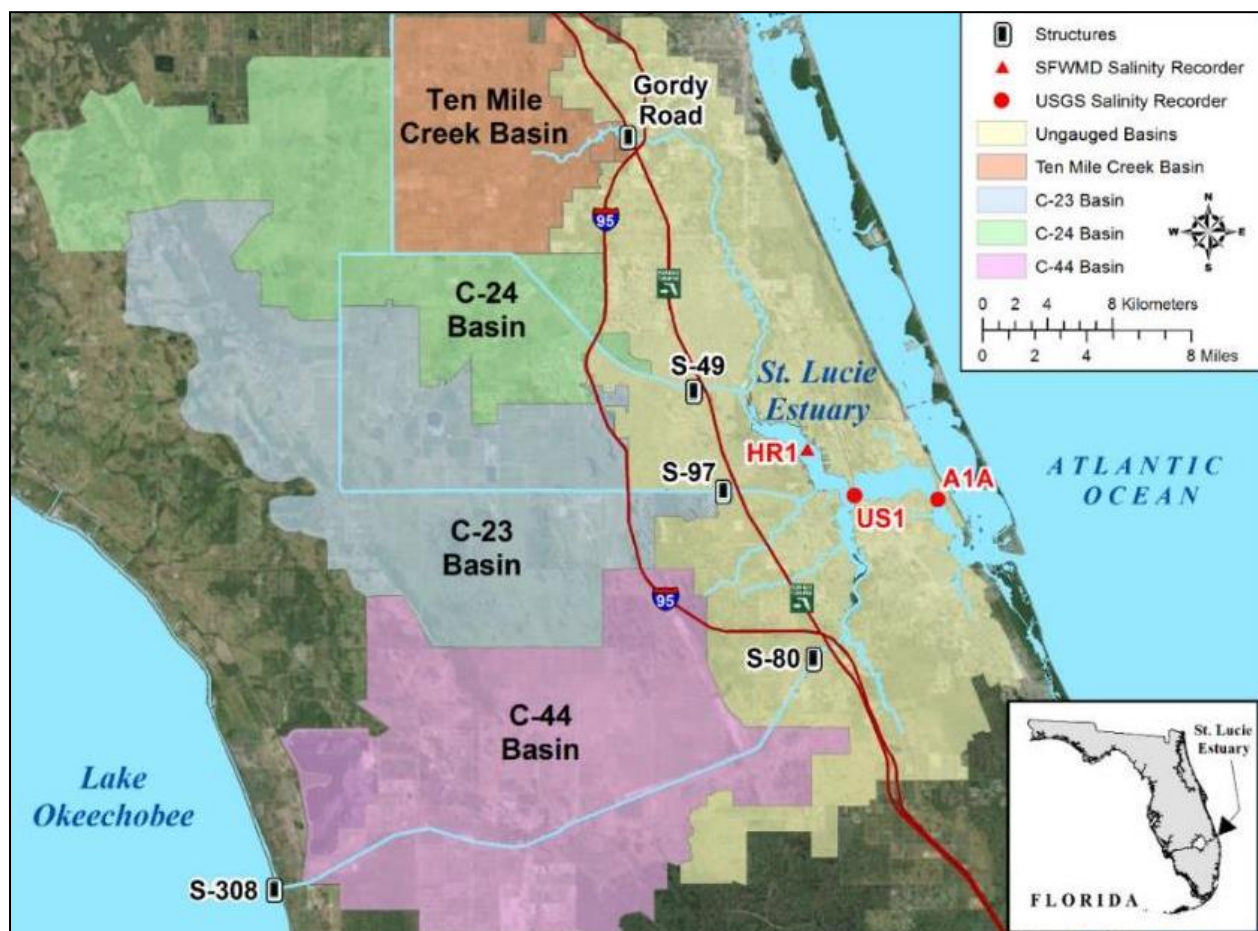 Structures
SFWMD Salinity Recorder
USGS Salinity Recorder
Ungauged Basins
Ten Mile Creek Basin
C-23 Basin
C-24 Basin
C-44 Basin
N
W
E
S
0 2 4 8 Kilometers
0 2 4 8 Miles
Gordy
Road
Ten Mile
Creek Basin
95
C-24
Basin
S-49
St. Lucie
Estuary
HR1
S-97
A1A
US1
ATLANTIC
OCEAN
C-23
Basin
95
S-80
C-44
Basin
Lake
Okeechobee
S-308
St. Lucie
Estuary
FLORIDA